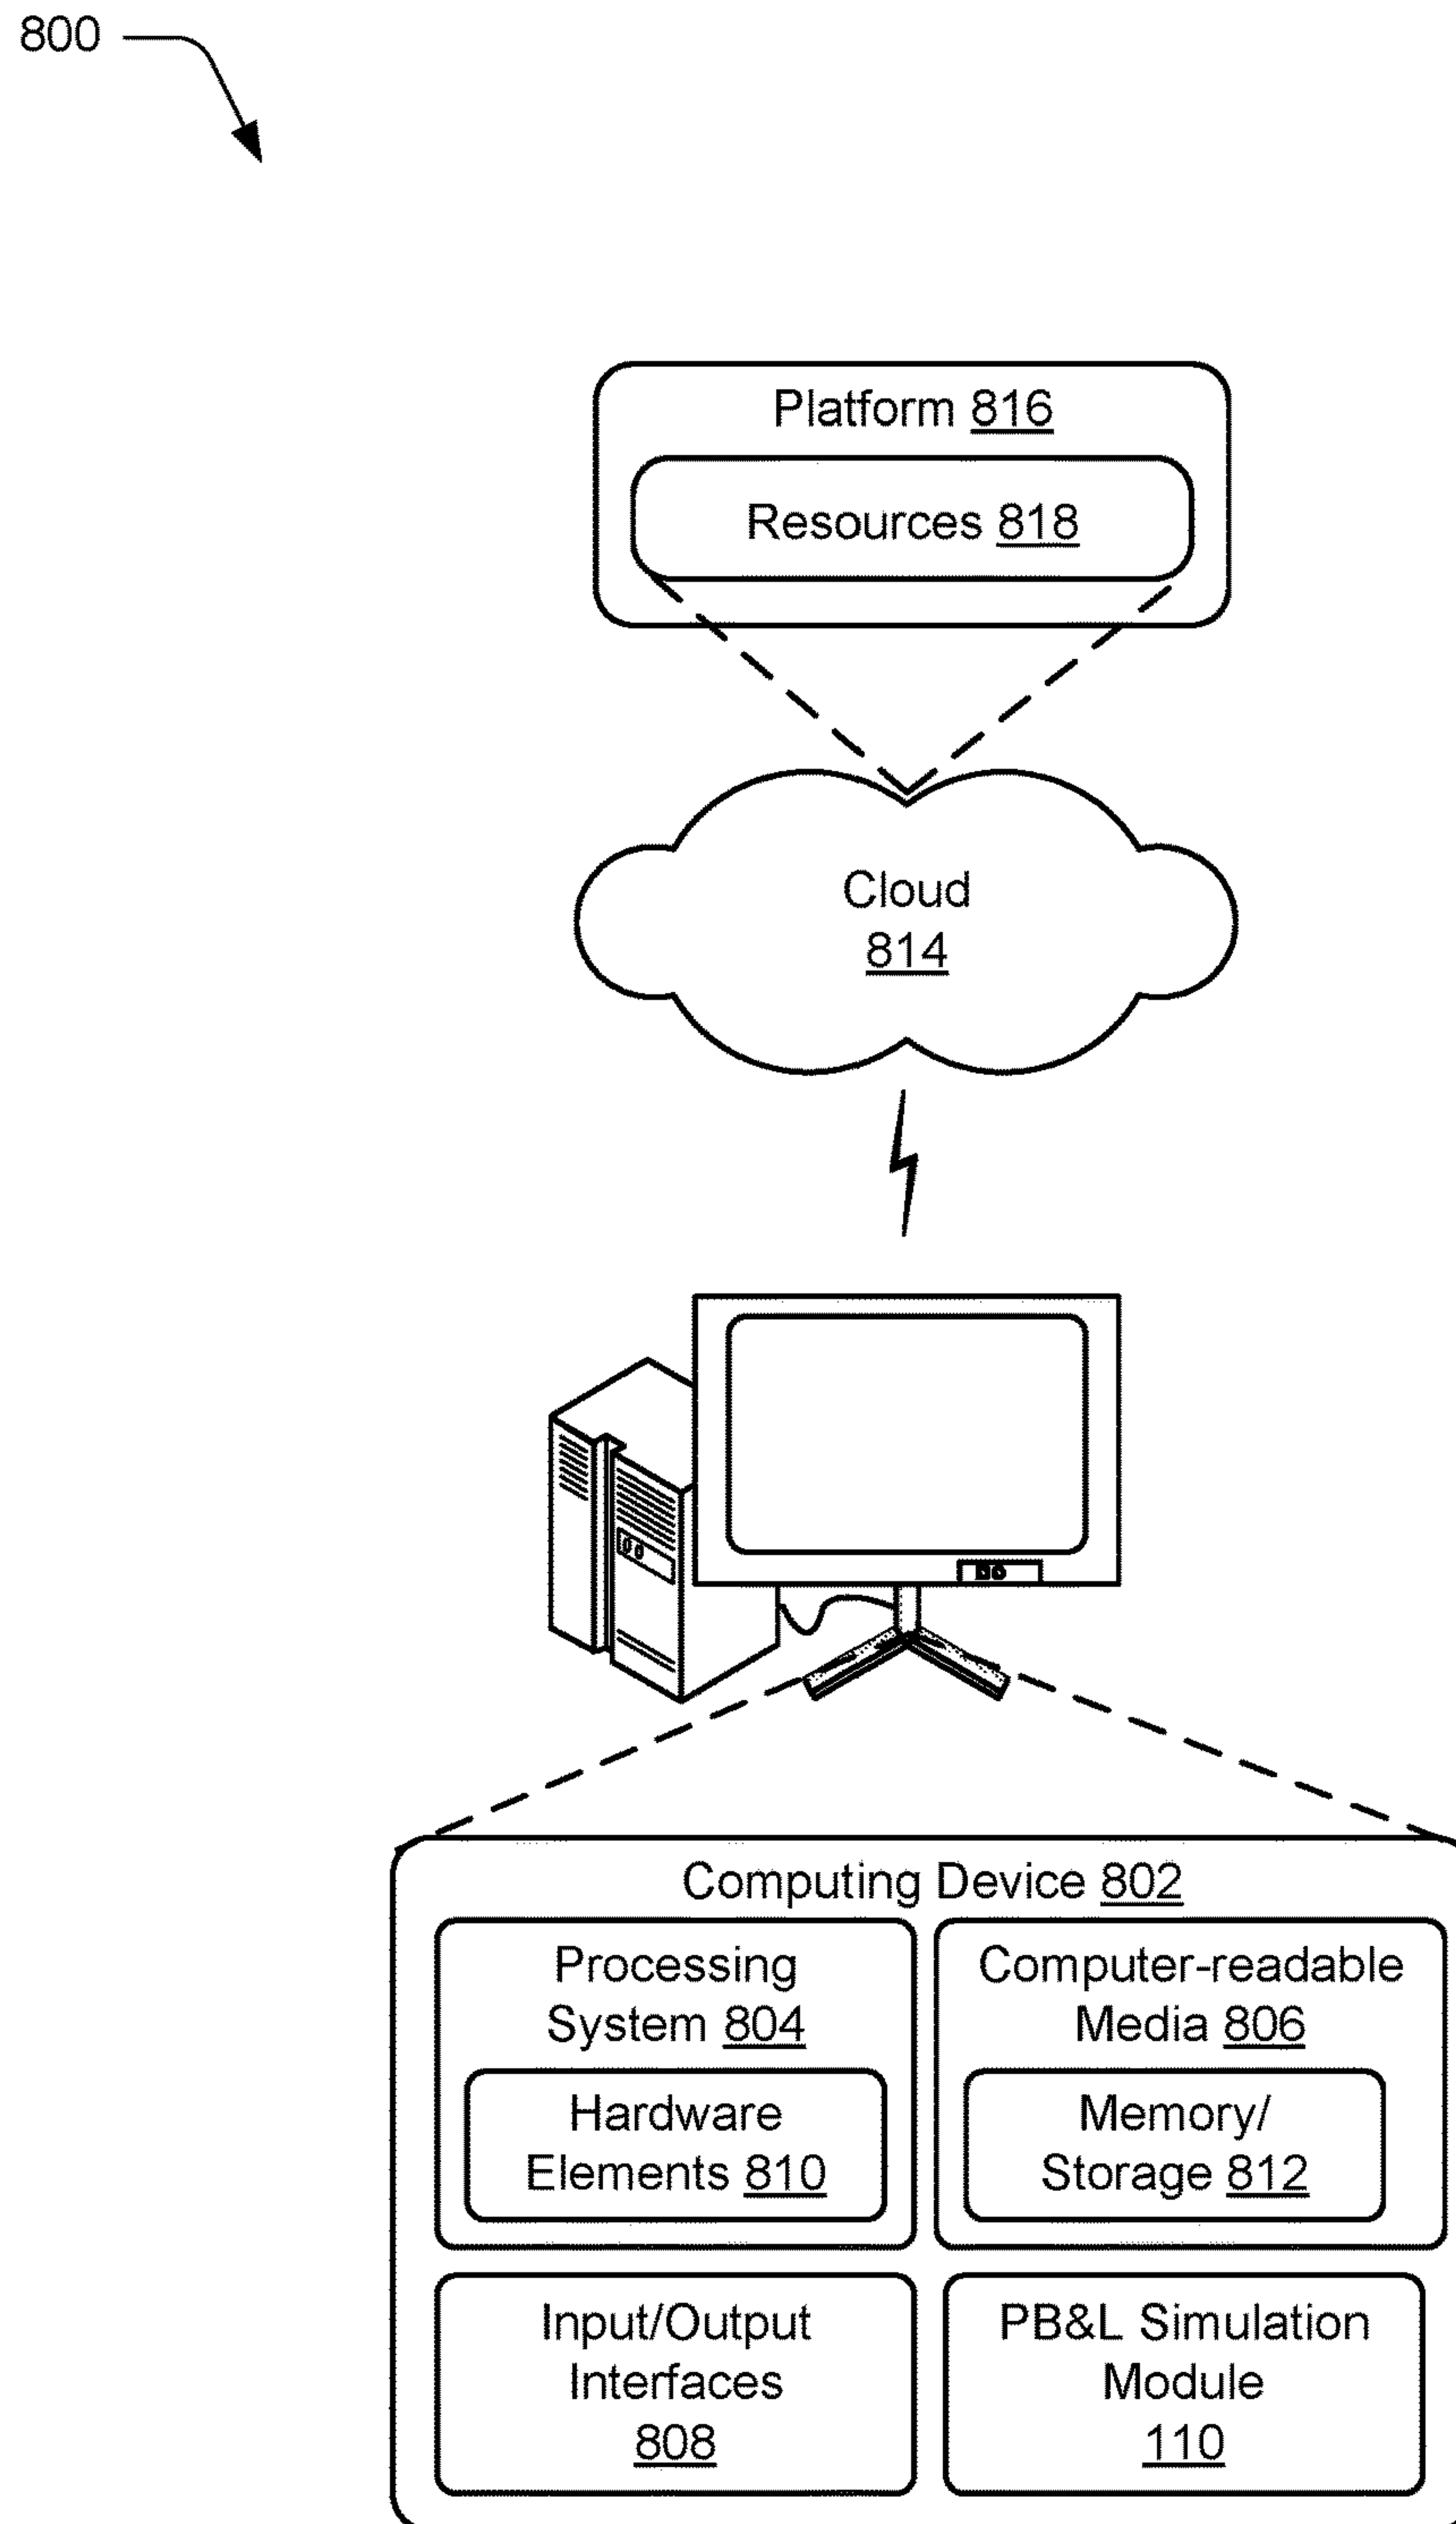 800
Platform 816
Resources 818
Cloud
814
Computing Device 802
Processing
System 804
Hardware
Elements 810
Computer-readable
Media 806
Memory/
Storage 812
Input/Output
Interfaces
808
PB&L Simulation
Module
110